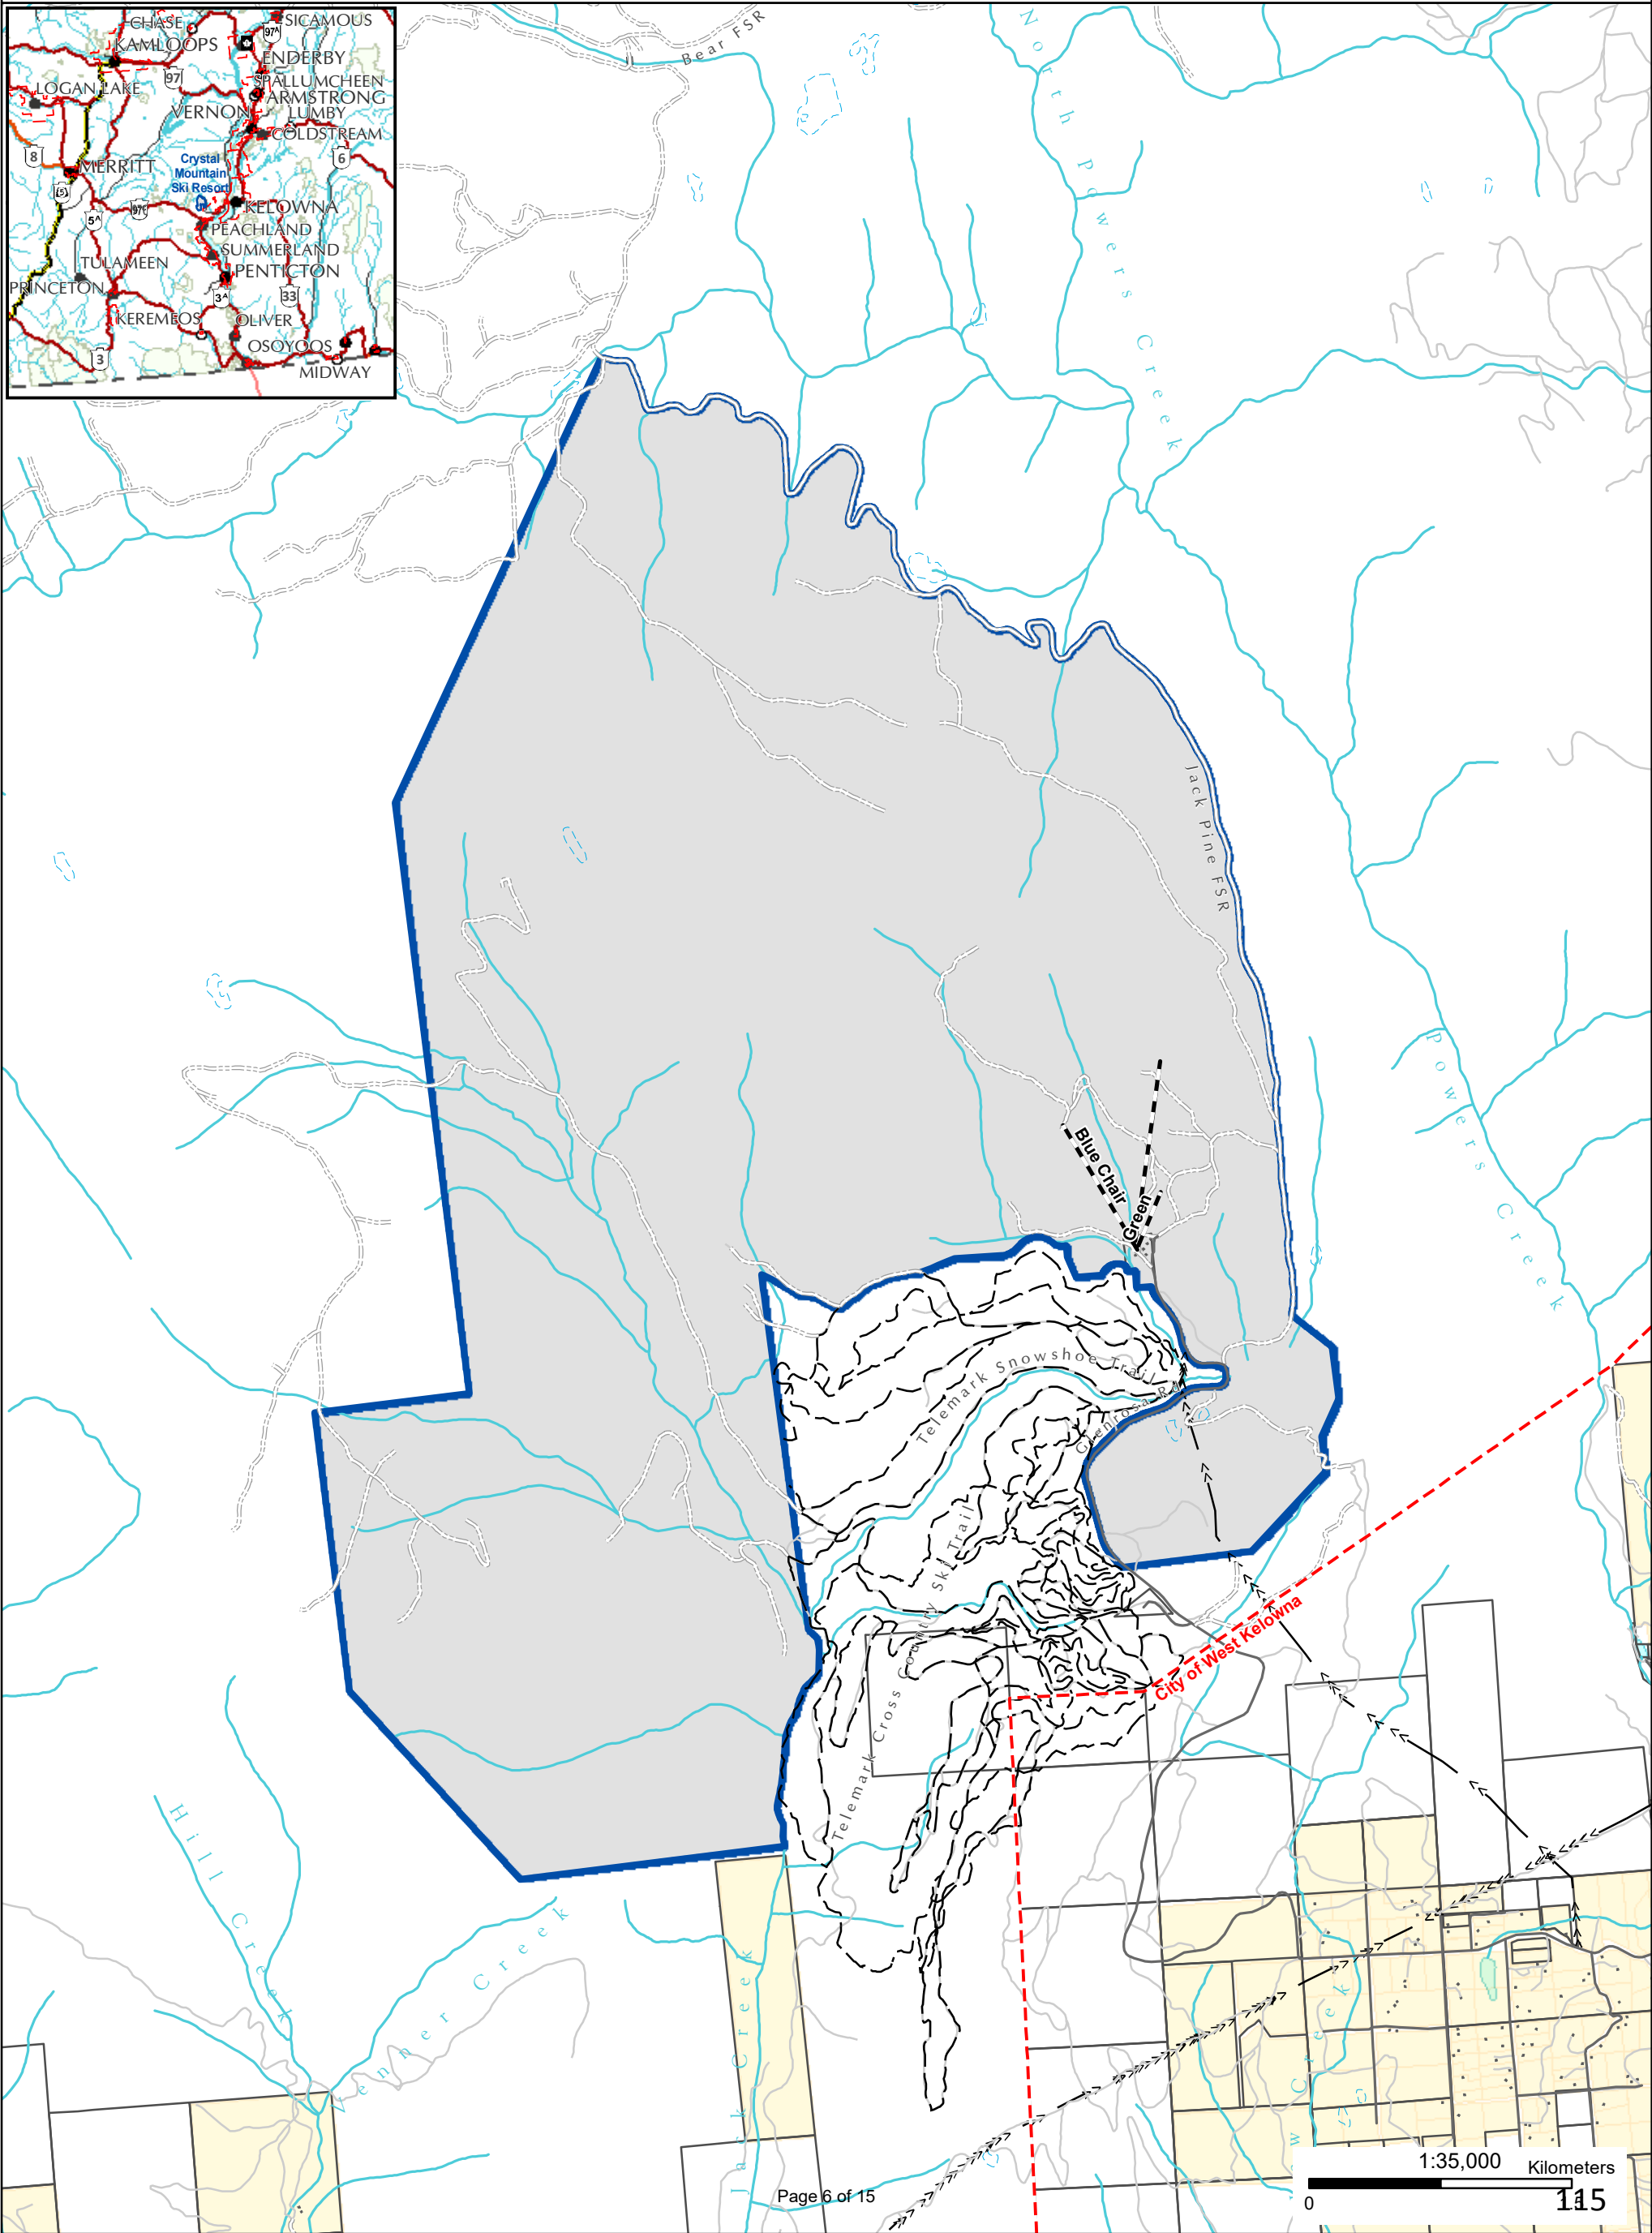 CHASE
SICAMOUS
97A
KAMLOOPS
ENDERBY
97
SPALLUMCHEEN
LOGAN LAKE
ARMSTRONG
VERNON
LUMBY
COLDSTREAM
8
6
MERRITT
Crystal
Mountain
Ski Resort
5
97C
KELOWNA
5A
PEACHLAND
SUMMERLAND
TULAMEEN
PENTICTON
PRINCETON
3A
33
KEREMEOS
OLIVER
OSOYOOS
3
MIDWAY
Bear FSR
North Powers Creek
Jack Pine FSR
Powers Creek
Blue Chair
Green
Telemark Snowshoe Trail
Glenrosa Rd
Telemark Cross Country Ski Trail
City of West Kelowna
Hill Creek
Jack Creek
1:35,000
Kilometers
0
Page 6 of 15
115